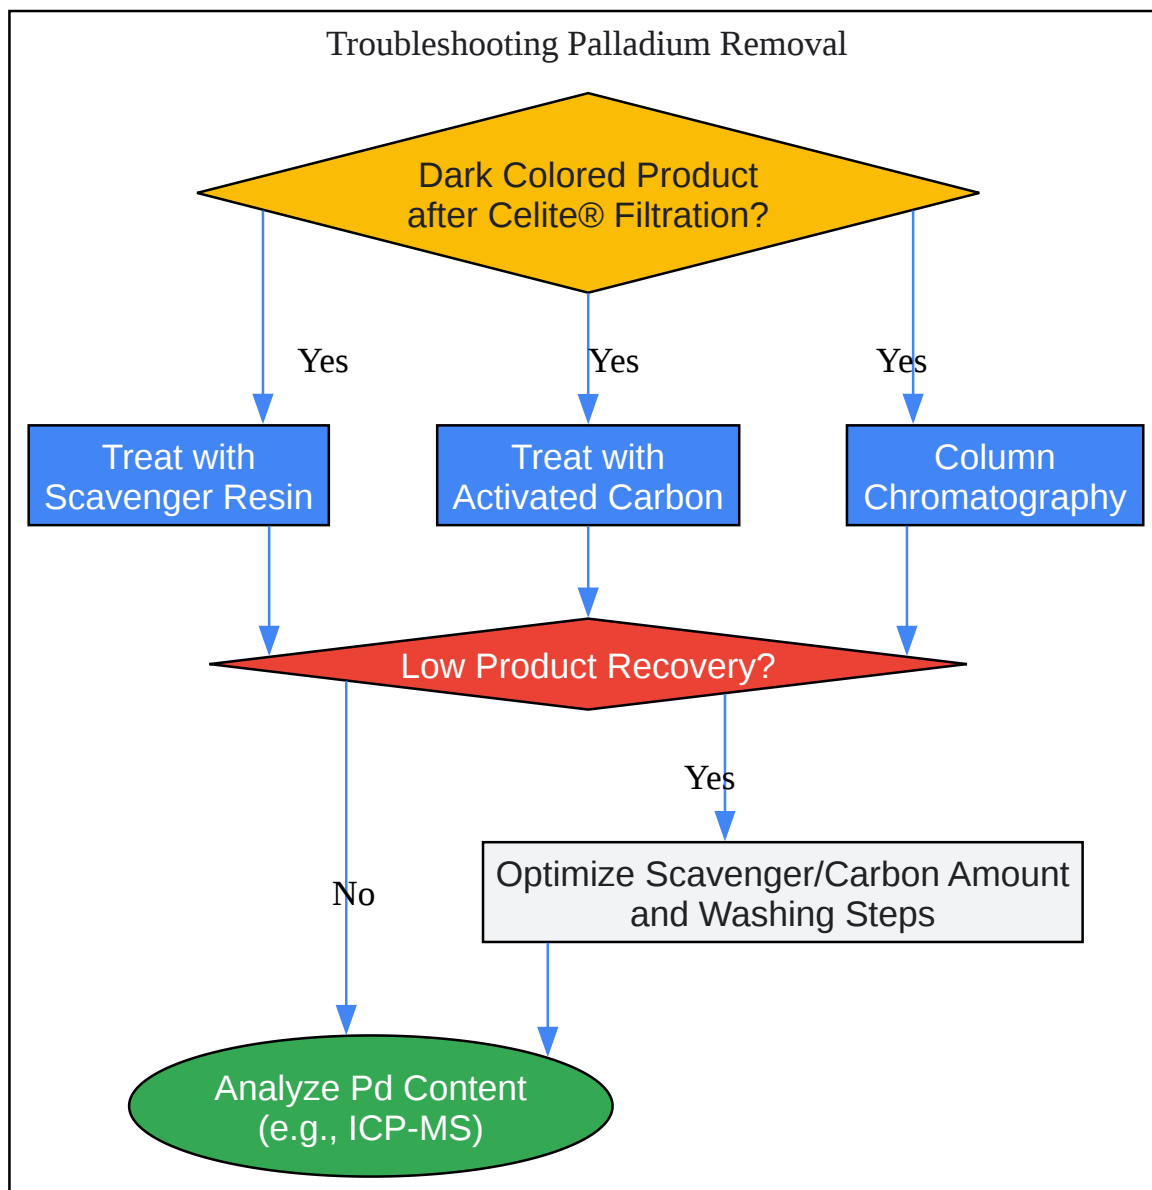 Troubleshooting Palladium Removal
Dark Colored Product
after Celite® Filtration?
Yes
Yes
Yes
Treat with
Scavenger Resin
Treat with
Activated Carbon
Column
Chromatography
Low Product Recovery?
Yes
Optimize Scavenger/Carbon Amount
and Washing Steps
No
Analyze Pd Content
(e.g., ICP-MS)